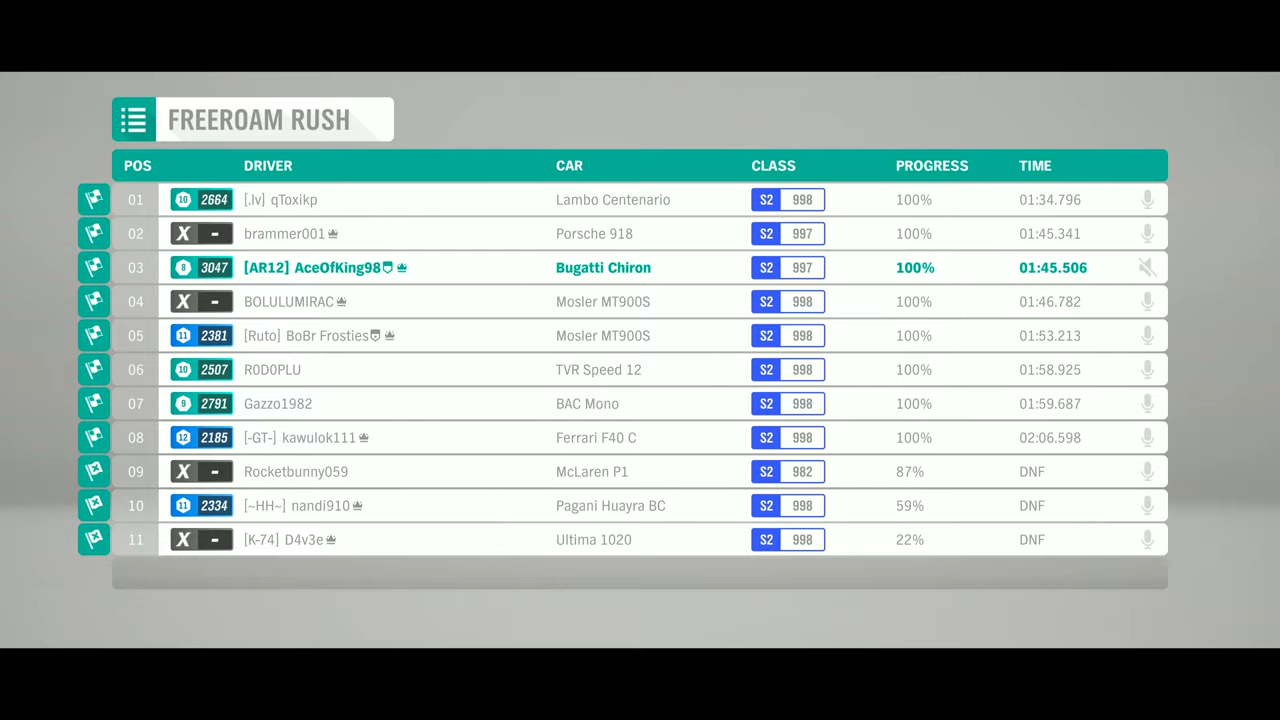 FREEROAM RUSH
POS DRIVER CAR CLASS PROGRESS TIME
01 10 2664 [.lv] qToxikp Lambo Centenario S2 998 100% 01:34.796
02 X - brammer001 Porsche 918 S2 997 100% 01:45.341
03 8 3047 [AR12] AceOfKing98 Bugatti Chiron S2 997 100% 01:45.506
04 X - BOLULUMIRAC Mosler MT900S S2 998 100% 01:46.782
05 11 2381 [Ruto] BoBr Frosties Mosler MT900S S2 998 100% 01:53.213
06 10 2507 R0D0PLU TVR Speed 12 S2 998 100% 01:58.925
07 9 2791 Gazzo1982 BAC Mono S2 998 100% 01:59.687
08 12 2185 [-GT-] kawulok111 Ferrari F40 C S2 998 100% 02:06.598
09 X - Rocketbunny059 McLaren P1 S2 982 87% DNF
10 11 2334 [~HH~] nandi910 Pagani Huayra BC S2 998 59% DNF
11 X - [K-74] D4v3e Ultima 1020 S2 998 22% DNF